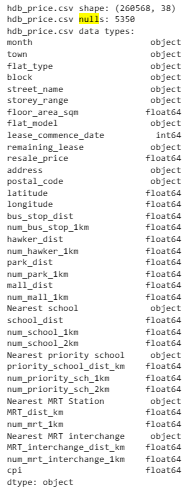 hdb_price.csv shape: (260568, 38)
hdb_price.csv nulls: 5350
hdb_price.csv data types:
month object
town object
flat_type object
block object
street_name object
storey_range object
floor_area_sqm float64
flat_model object
lease_commence_date int64
remaining_lease object
resale_price float64
address object
postal_code object
latitude float64
longitude float64
bus_stop_dist float64
num_bus_stop_1km float64
hawker_dist float64
num_hawker_1km float64
park_dist float64
num_park_1km float64
mall_dist float64
num_mall_1km float64
Nearest school object
school_dist float64
num_school_1km float64
num_school_2km float64
Nearest priority school object
priority_school_dist_km float64
num_priority_sch_1km float64
num_priority_sch_2km float64
Nearest MRT Station object
MRT_dist_km float64
num_mrt_1km float64
Nearest MRT interchange object
MRT_interchange_dist_km float64
num_mrt_interchange_1km float64
cpi float64
dtype: object